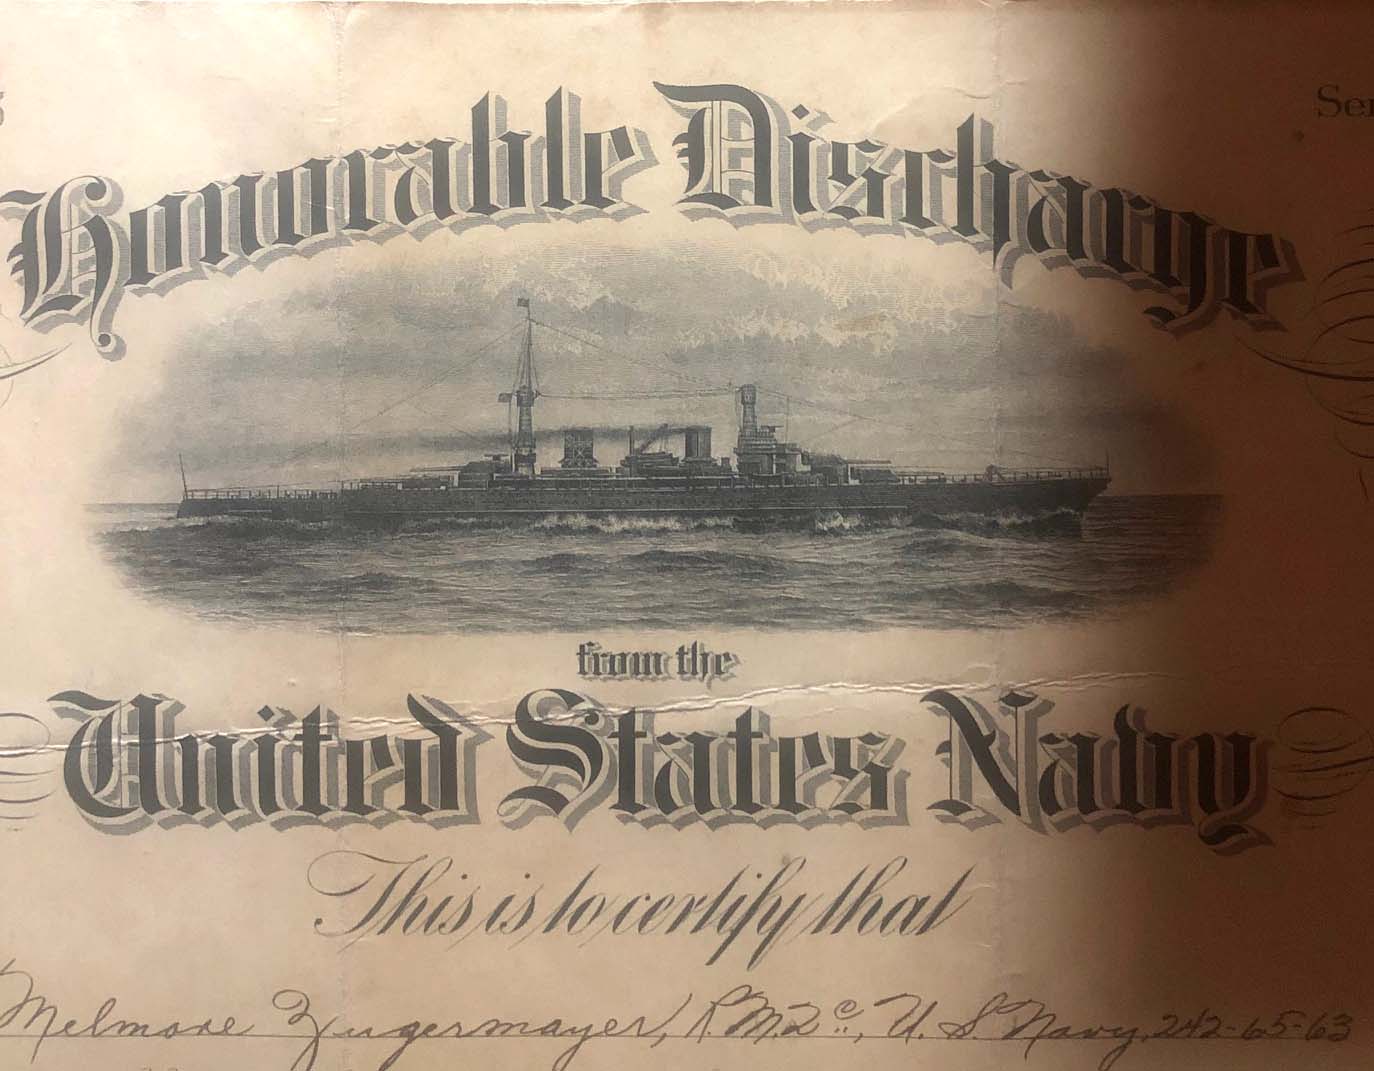 Ser
Honorable Discharge
from the
United States Navy
This is to certify that
Melmore Zugermayer, R.M.2c., U. S. Navy, 242-65-63